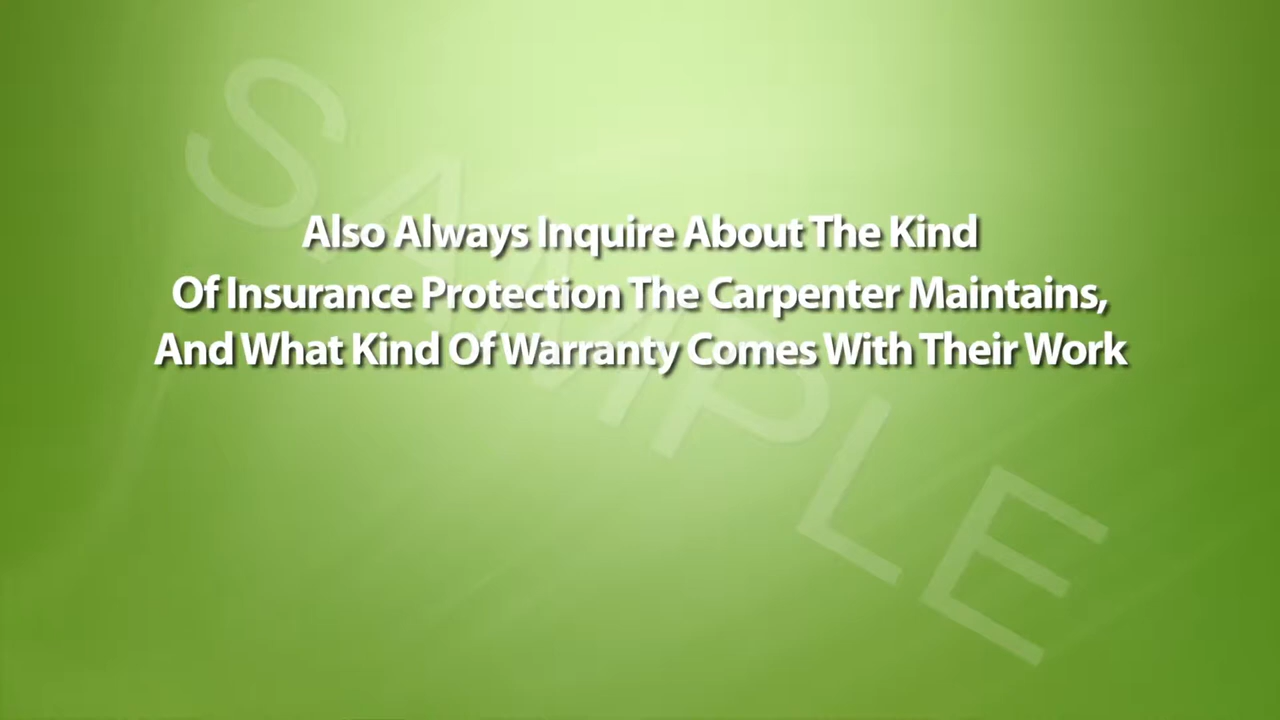 Also Always Inquire About The Kind
Of Insurance Protection The Carpenter Maintains,
And What Kind Of Warranty Comes With Their Work
SAMPLE